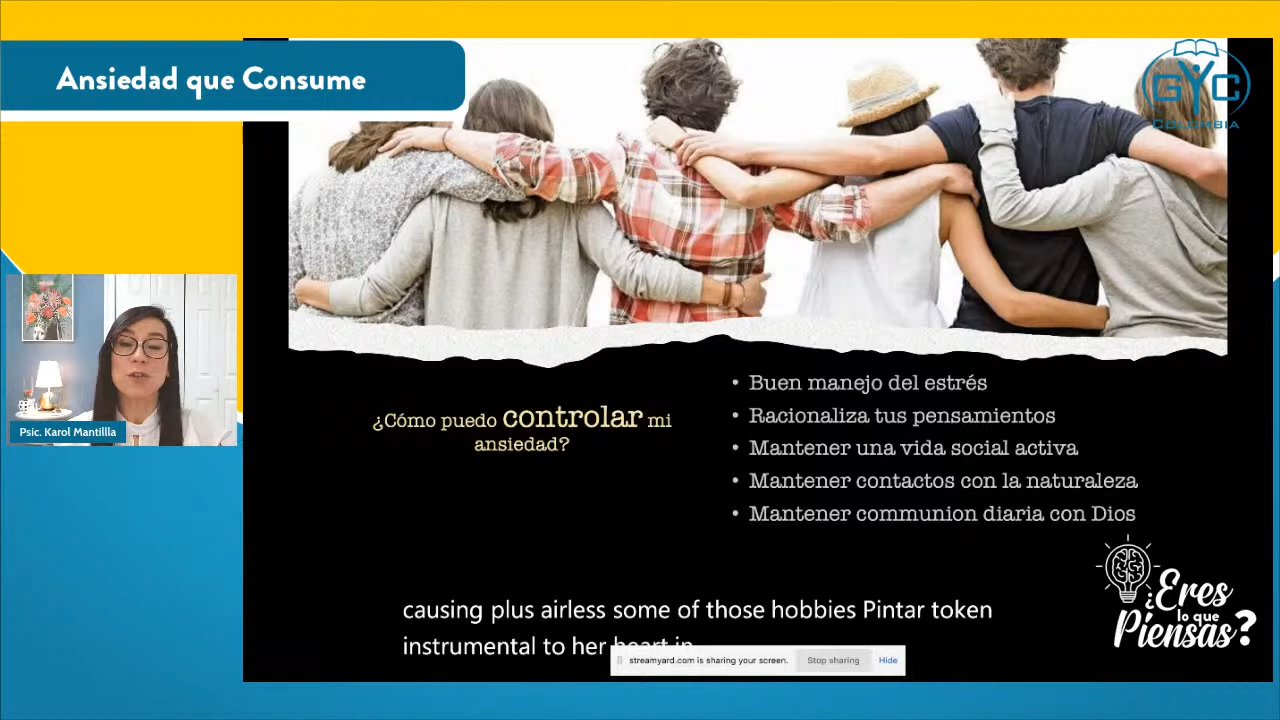 Ansiedad que Consume
GYC
COLOMBIA
Psic. Karol Mantillla
¿Cómo puedo controlar mi
ansiedad?
• Buen manejo del estrés
• Racionaliza tus pensamientos
• Mantener una vida social activa
• Mantener contactos con la naturaleza
• Mantener communion diaria con Dios
¿Eres
lo que
Piensas?
causing plus airless some of those hobbies Pintar token
instrumental to her heart in
streamyard.com is sharing your screen. Stop sharing Hide